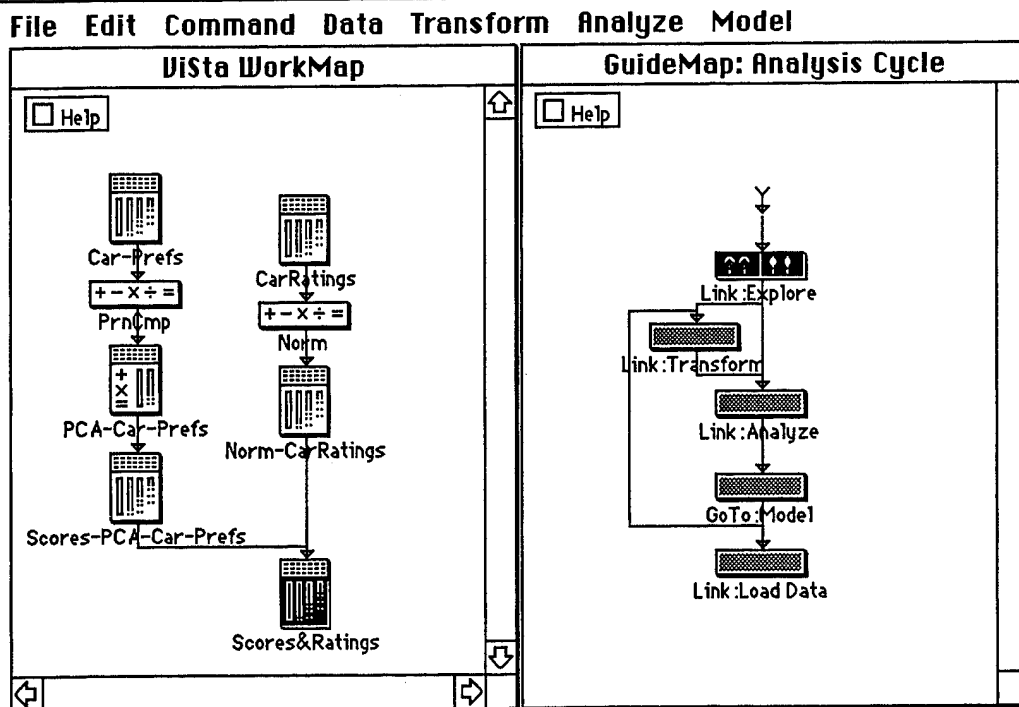 File Edit Command Data Transform Analyze Model
ViSta WorkMap
Help
Car-Prefs
+ - × ÷ =
PrnCmp
+
×
=
PCA-Car-Prefs
Scores-PCA-Car-Prefs
CarRatings
+ - × ÷ =
Norm
Norm-CarRatings
Scores&Ratings
GuideMap: Analysis Cycle
Help
Link:Explore
Link:Transform
Link:Analyze
GoTo:Model
Link:Load Data